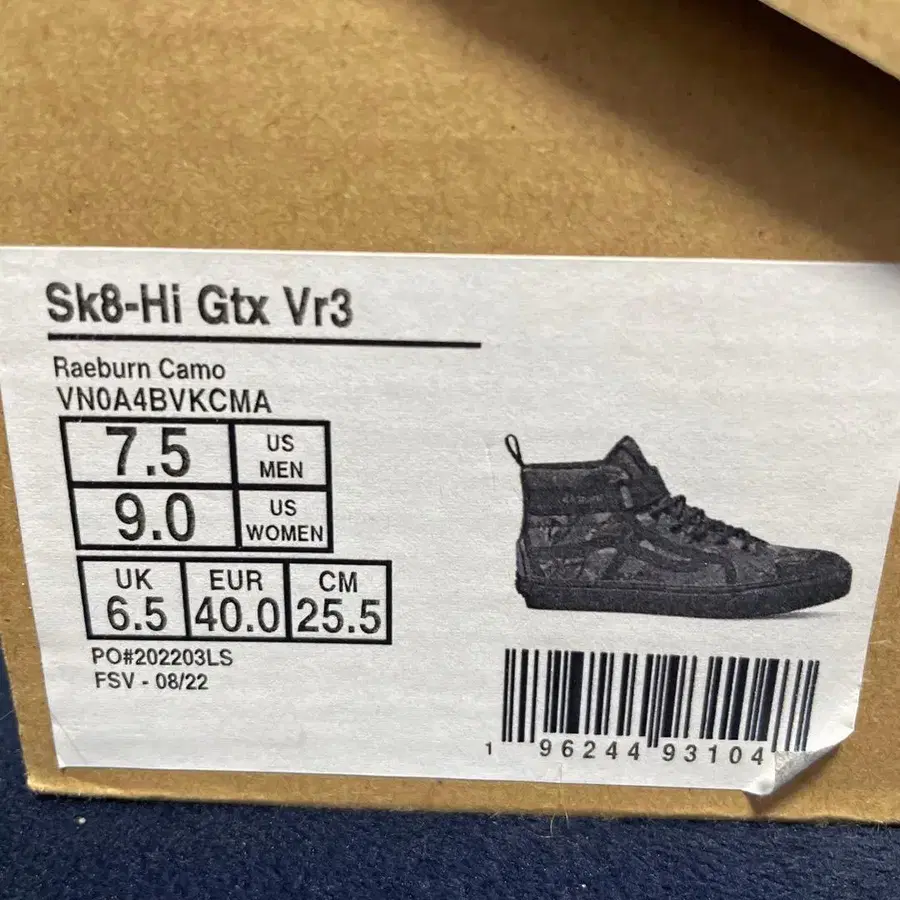 Sk8-Hi Gtx Vr3
Raeburn Camo
VN0A4BVKCMA
7.5 US MEN
9.0 US WOMEN
UK EUR CM
6.5 40.0 25.5
PO#202203LS
FSV - 08/22
1 96244 93104